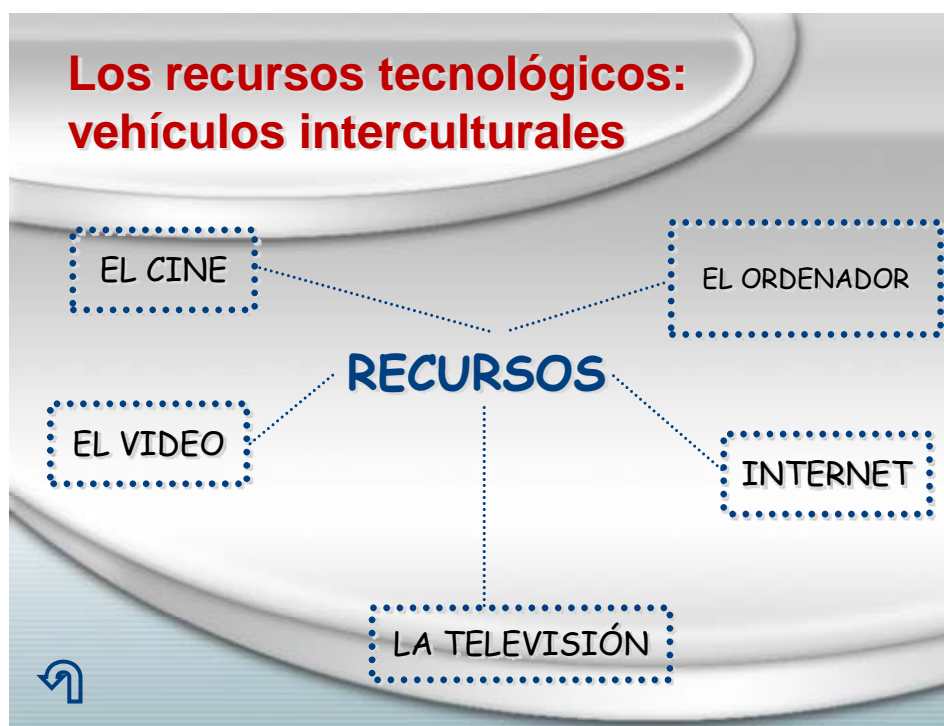 Los recursos tecnológicos:
vehículos interculturales
EL CINE
EL ORDENADOR
RECURSOS
EL VIDEO
INTERNET
LA TELEVISIÓN